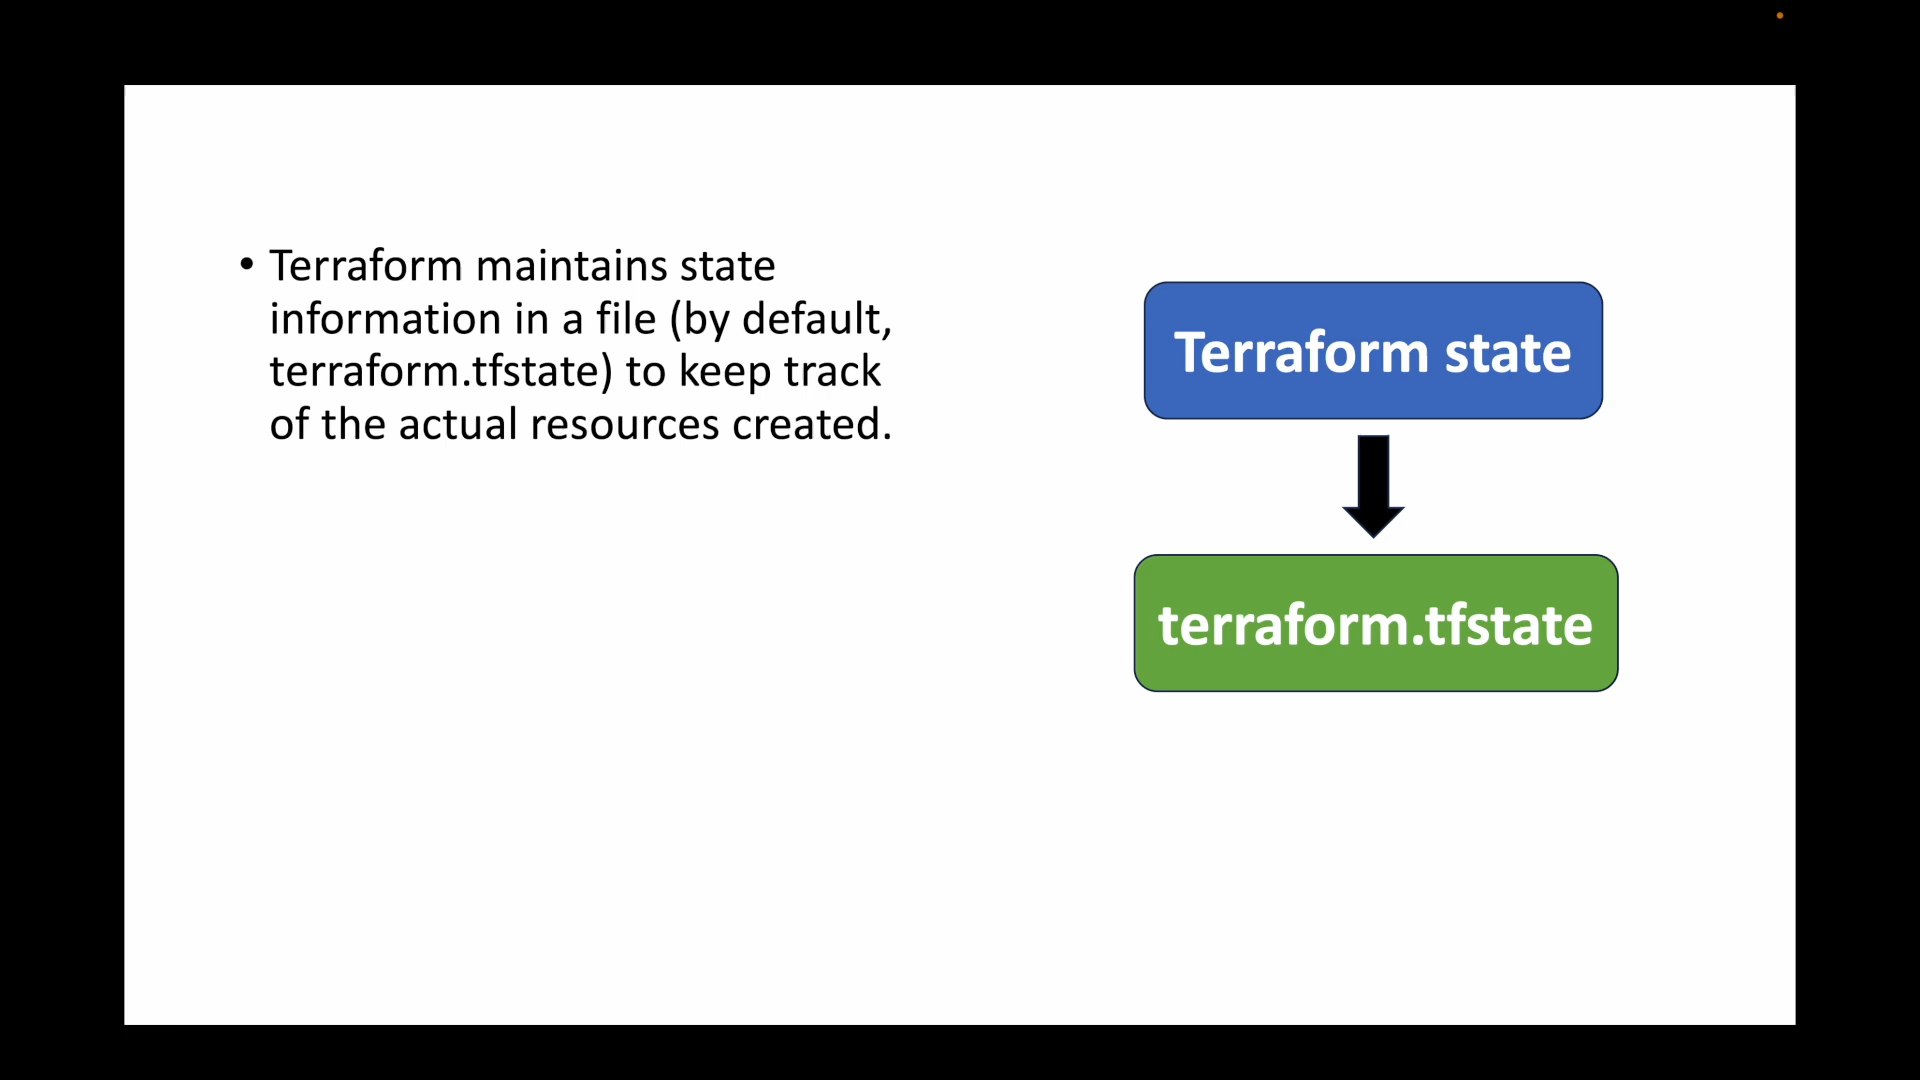 • Terraform maintains state
information in a file (by default,
terraform.tfstate) to keep track
of the actual resources created.
Terraform state
terraform.tfstate